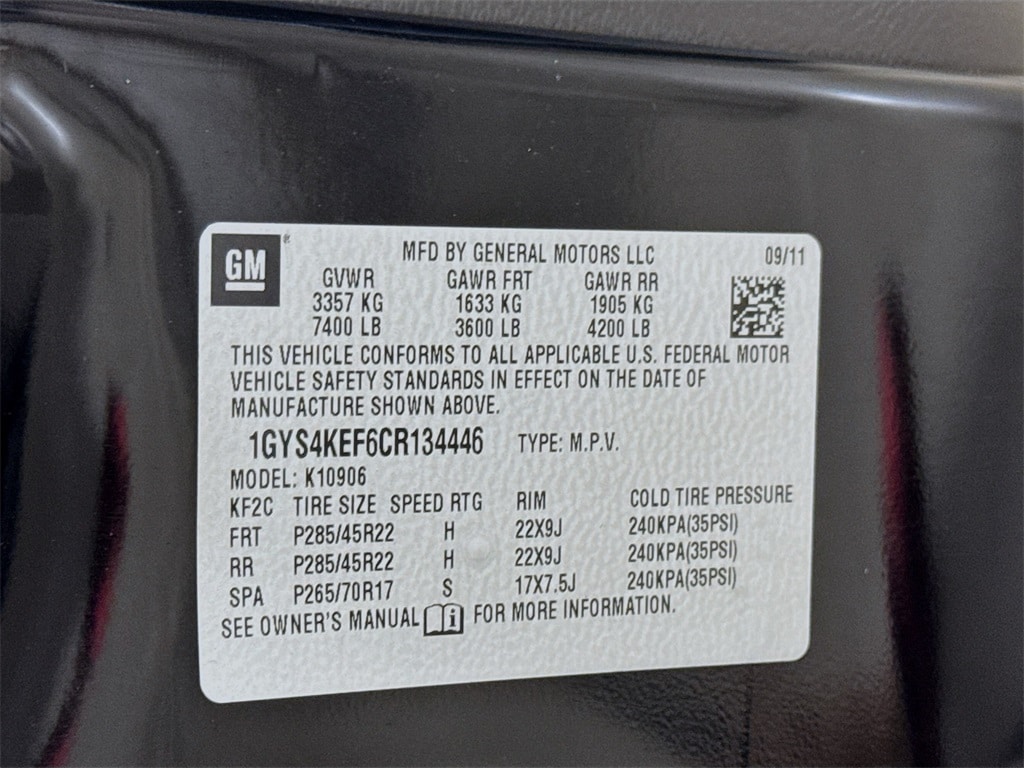 GM
MFD BY GENERAL MOTORS LLC 09/11
GVWR GAWR FRT GAWR RR
3357 KG 1633 KG 1905 KG
7400 LB 3600 LB 4200 LB
THIS VEHICLE CONFORMS TO ALL APPLICABLE U.S. FEDERAL MOTOR
VEHICLE SAFETY STANDARDS IN EFFECT ON THE DATE OF
MANUFACTURE SHOWN ABOVE.
1GYS4KEF6CR134446 TYPE: M.P.V.
MODEL: K10906
KF2C TIRE SIZE SPEED RTG RIM COLD TIRE PRESSURE
FRT P285/45R22 H 22X9J 240KPA(35PSI)
RR P285/45R22 H 22X9J 240KPA(35PSI)
SPA P265/70R17 S 17X7.5J 240KPA(35PSI)
SEE OWNER'S MANUAL i FOR MORE INFORMATION.